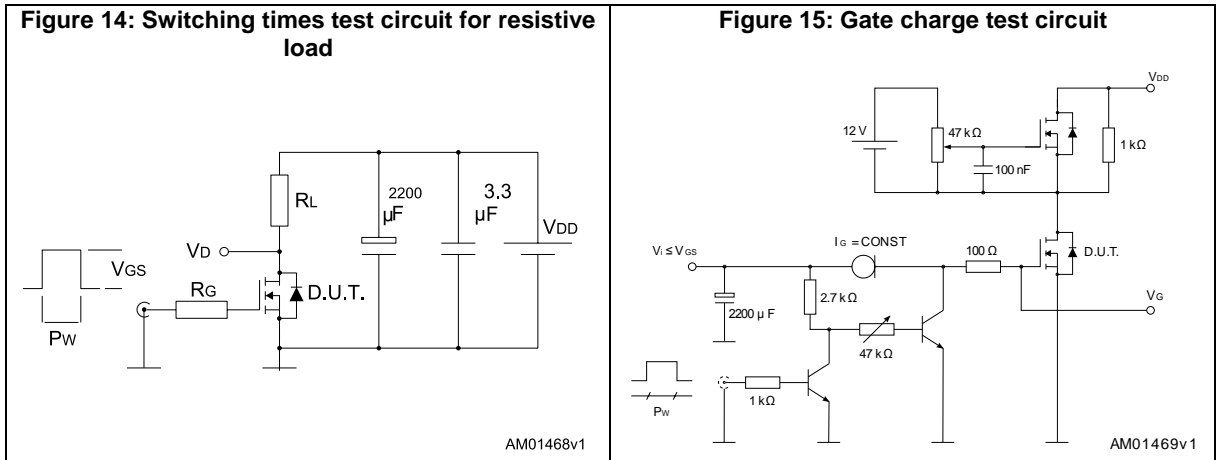 Figure 14: Switching times test circuit for resistive
load
VGS
PW
RG
VD
RL
D.U.T.
2200
µF
3.3
µF
VDD
AM01468v1
Figure 15: Gate charge test circuit
VDD
12 V
47 kΩ
100 nF
1 kΩ
Vi ≤ VGS
IG = CONST
100 Ω
D.U.T.
2200 µ F
2.7 kΩ
VG
47 kΩ
PW
1 kΩ
AM01469v1